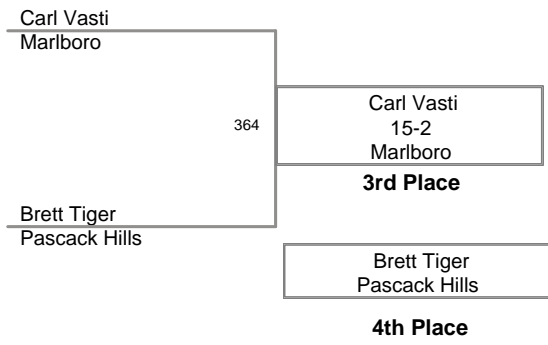 Carl Vasti
Marlboro
364
Carl Vasti
15-2
Marlboro
3rd Place
Brett Tiger
Pascack Hills
Brett Tiger
Pascack Hills
4th Place